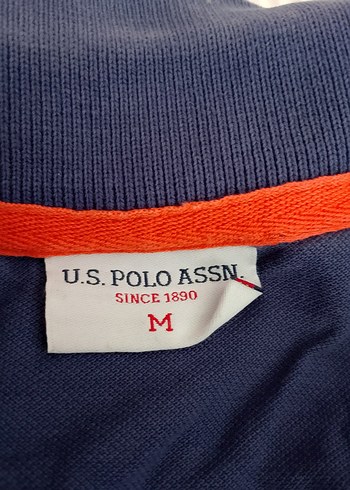 U.S. POLO ASSN.
SINCE 1890
M